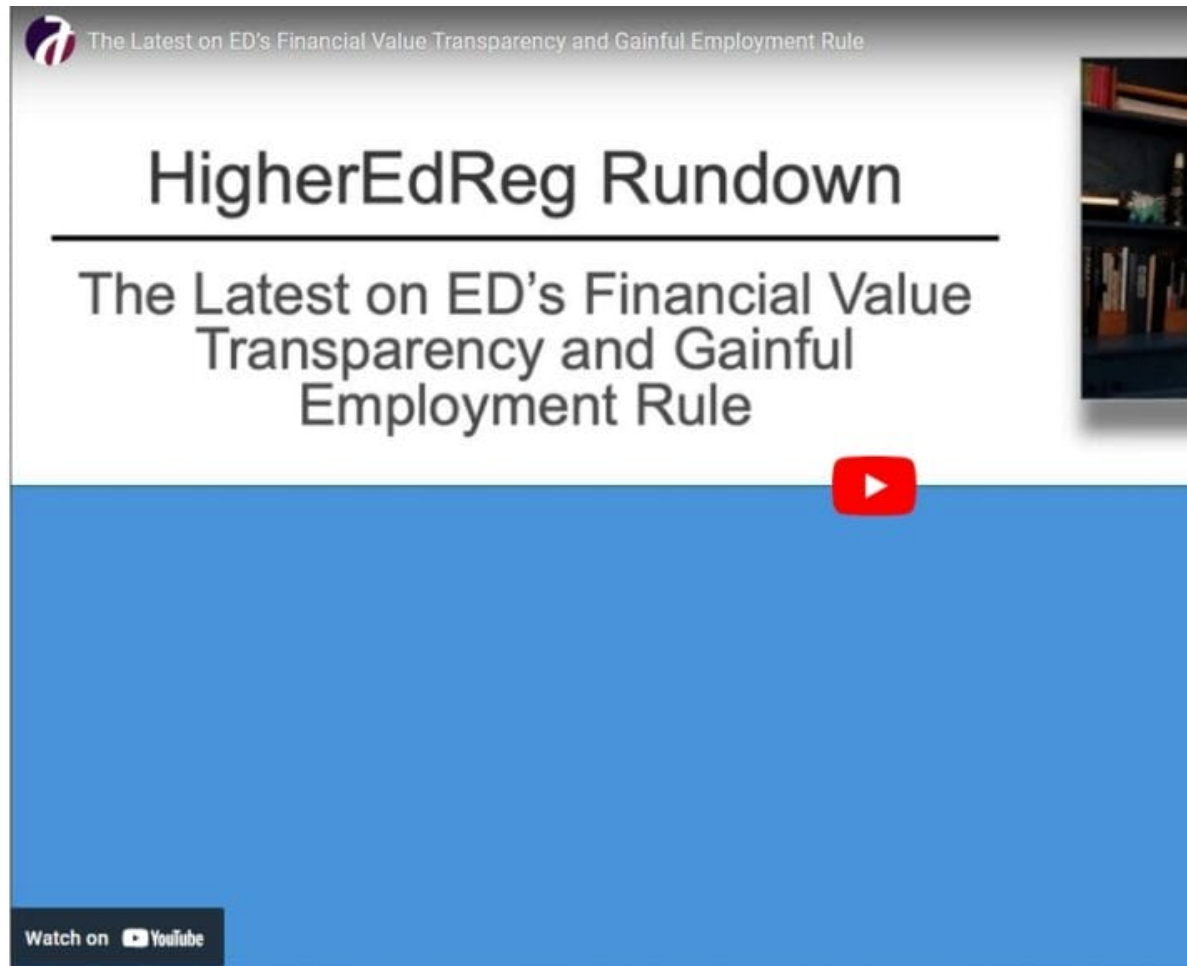 The Latest on ED's Financial Value Transparency and Gainful Employment Rule
HigherEdReg Rundown
The Latest on ED's Financial Value
Transparency and Gainful
Employment Rule
Watch on YouTube